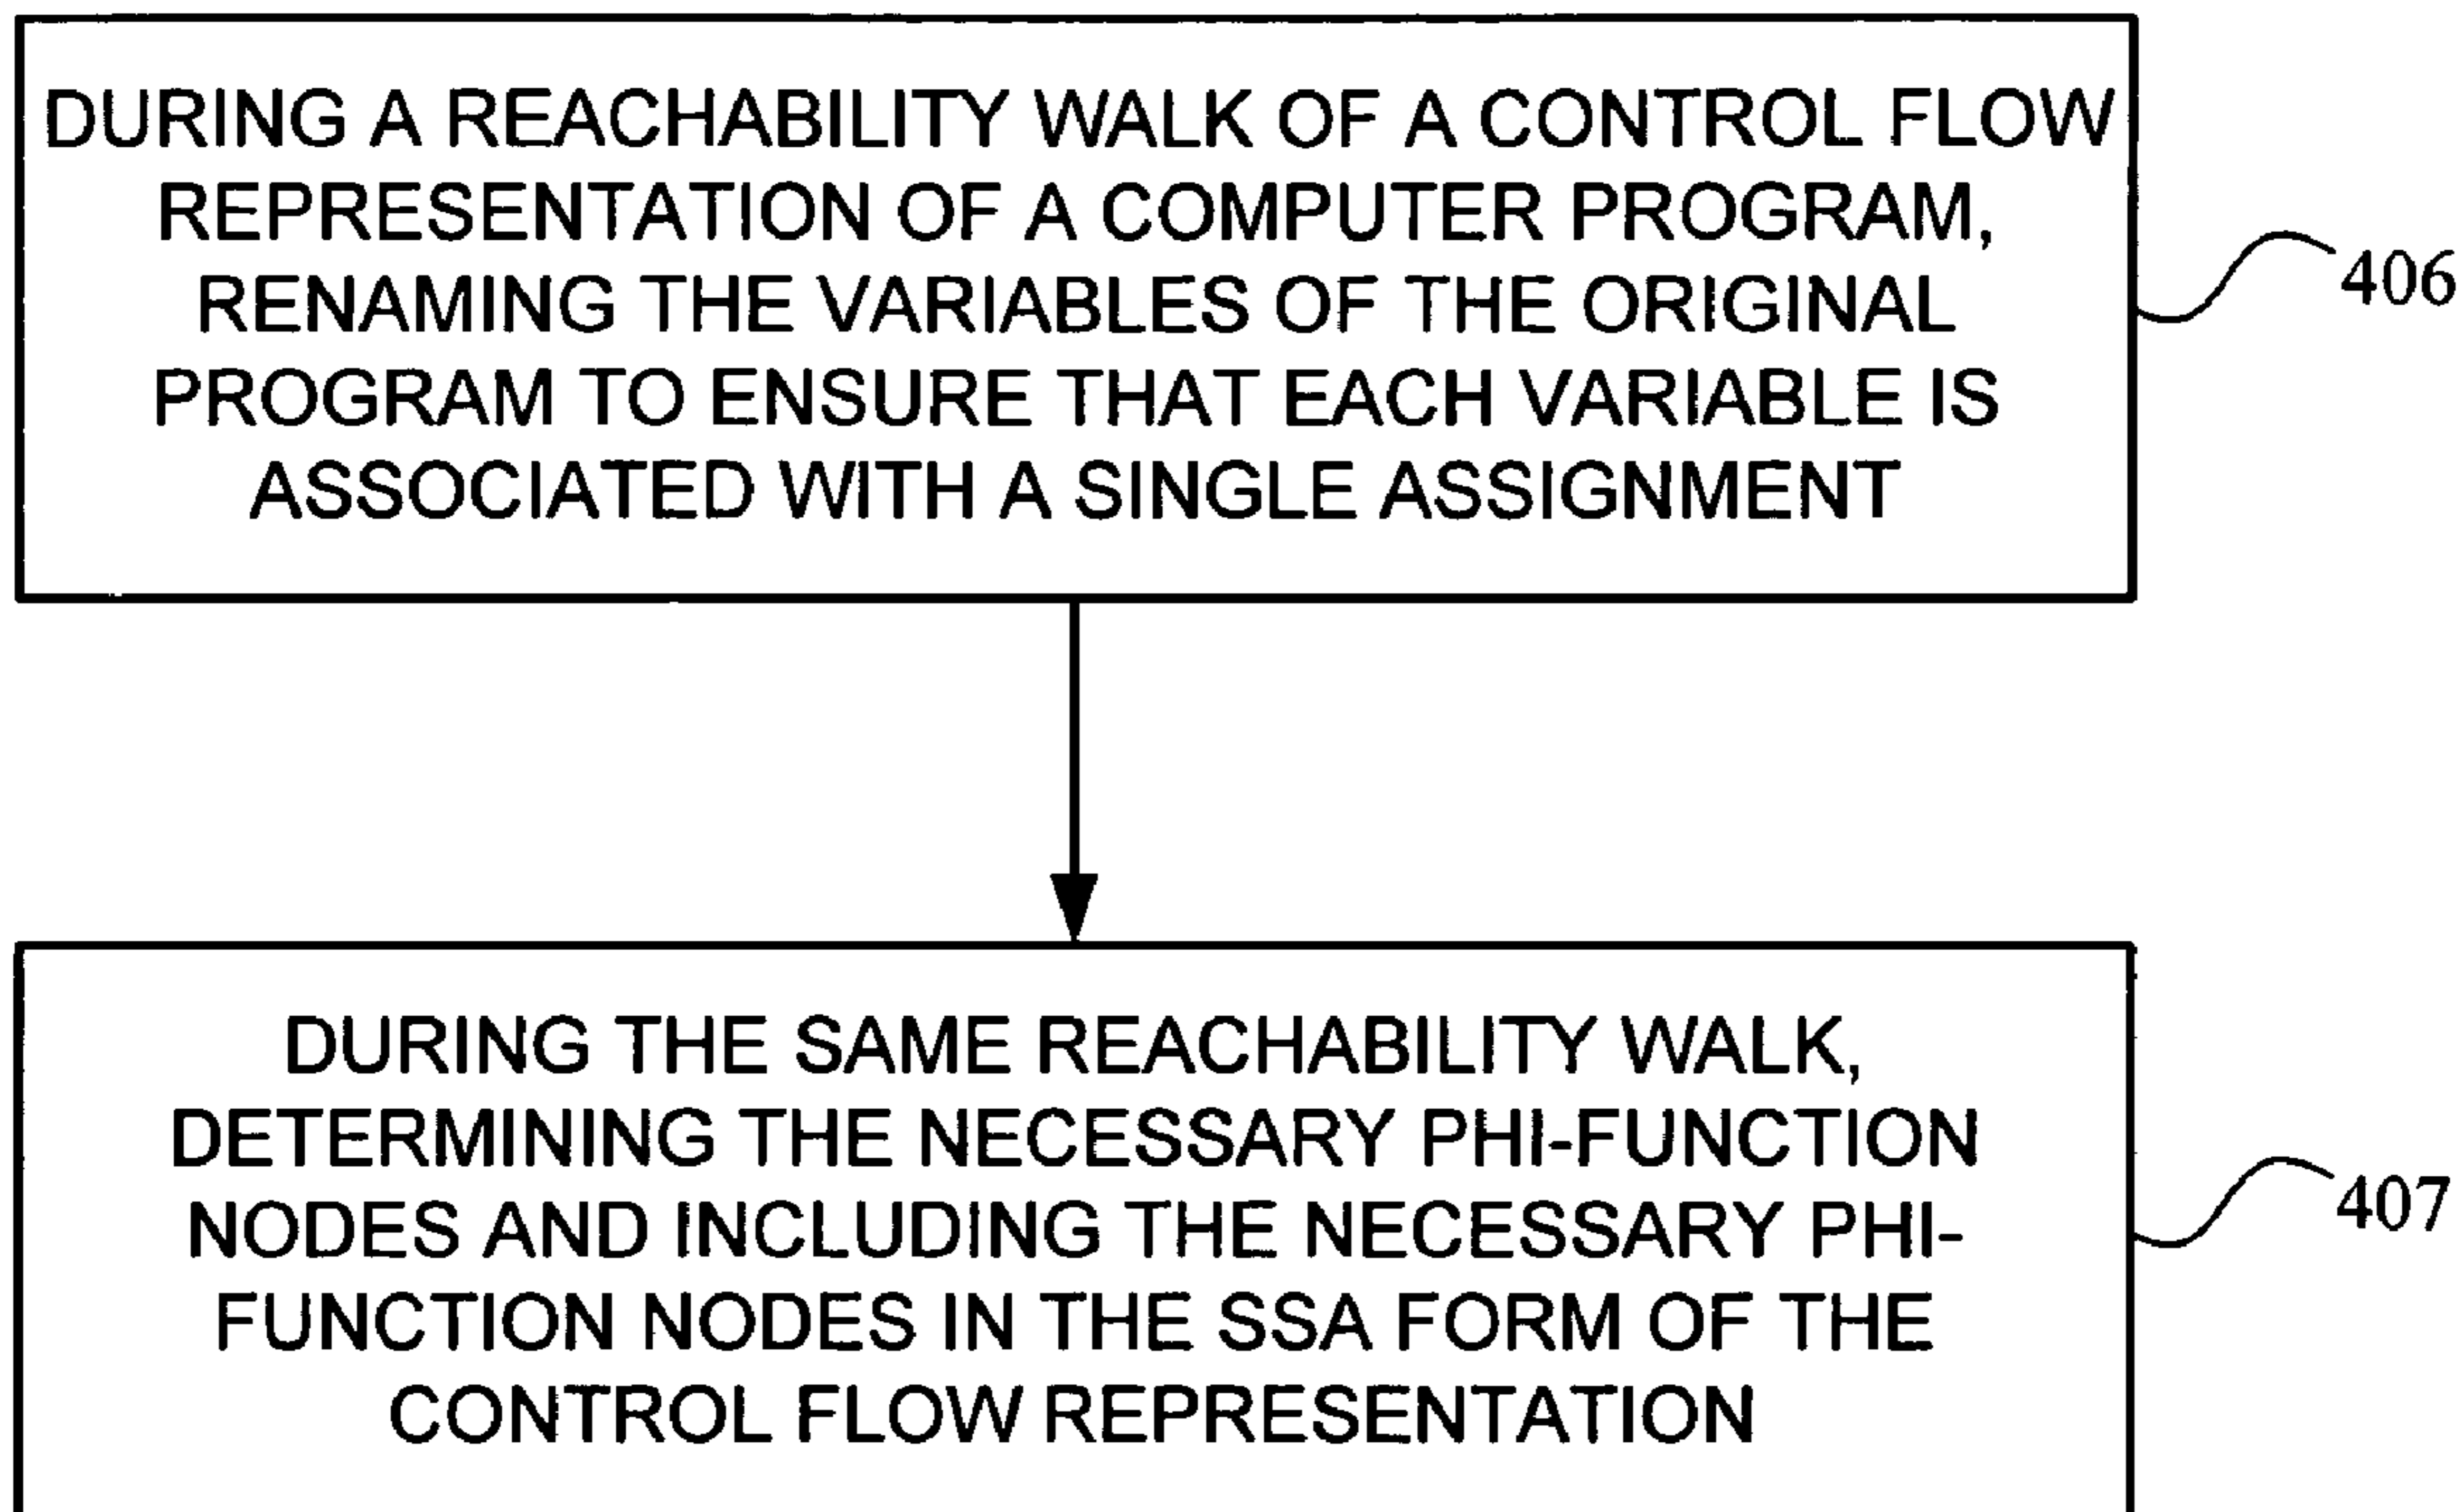 DURING A REACHABILITY WALK OF A CONTROL FLOW
REPRESENTATION OF A COMPUTER PROGRAM,
RENAMING THE VARIABLES OF THE ORIGINAL
PROGRAM TO ENSURE THAT EACH VARIABLE IS
ASSOCIATED WITH A SINGLE ASSIGNMENT
406
DURING THE SAME REACHABILITY WALK,
DETERMINING THE NECESSARY PHI-FUNCTION
NODES AND INCLUDING THE NECESSARY PHI-
FUNCTION NODES IN THE SSA FORM OF THE
CONTROL FLOW REPRESENTATION
407